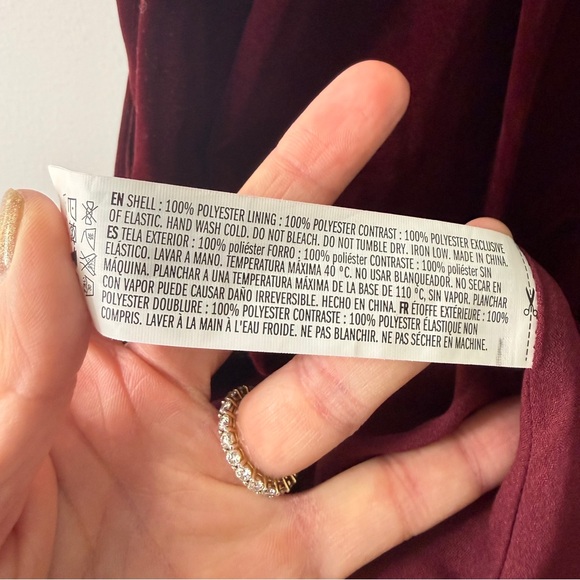 EN SHELL : 100% POLYESTER LINING : 100% POLYESTER CONTRAST : 100% POLYESTER EXCLUSIVE
OF ELASTIC. HAND WASH COLD. DO NOT BLEACH. DO NOT TUMBLE DRY. IRON LOW. MADE IN CHINA.
ES TELA EXTERIOR : 100% poliéster FORRO : 100% poliéster CONTRASTE : 100% poliéster SIN
ELÁSTICO. LAVAR A MANO. TEMPERATURA MÁXIMA 40 °C. NO USAR BLANQUEADOR. NO SECAR EN
MÁQUINA. PLANCHAR A UNA TEMPERATURA MÁXIMA DE LA BASE DE 110 °C, SIN VAPOR. PLANCHAR
CON VAPOR PUEDE CAUSAR DAÑO IRREVERSIBLE. HECHO EN CHINA. FR ÉTOFFE EXTÉRIEURE : 100%
POLYESTER DOUBLURE : 100% POLYESTER CONTRASTE : 100% POLYESTER ÉLASTIQUE NON
COMPRIS. LAVER À LA MAIN À L'EAU FROIDE. NE PAS BLANCHIR. NE PAS SÉCHER EN MACHINE.